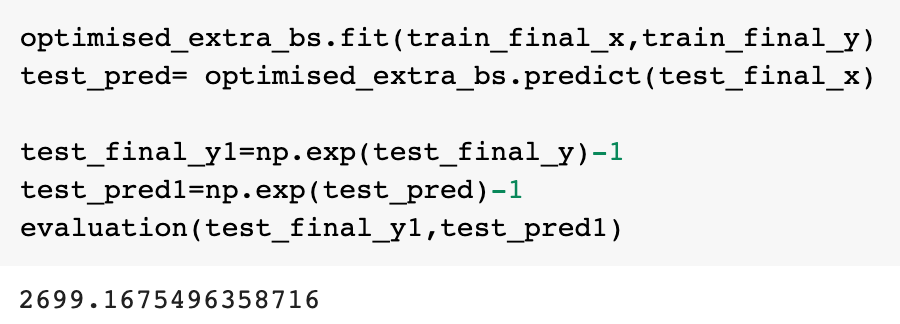 optimised_extra_bs.fit(train_final_x,train_final_y)
test_pred= optimised_extra_bs.predict(test_final_x)
test_final_y1=np.exp(test_final_y)-1
test_pred1=np.exp(test_pred)-1
evaluation(test_final_y1,test_pred1)
2699.1675496358716